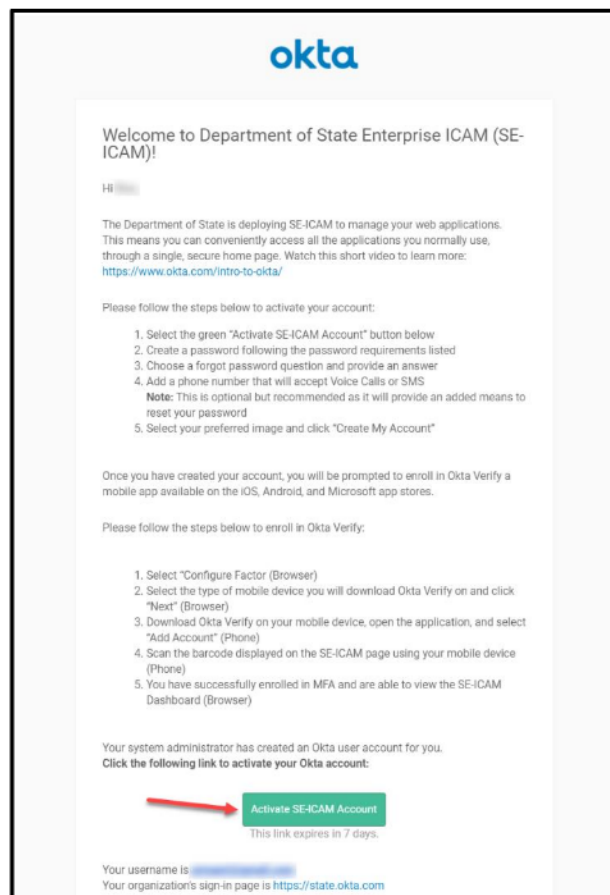 okta
Welcome to Department of State Enterprise ICAM (SE-
ICAM)!
Hi
The Department of State is deploying SE-ICAM to manage your web applications.
This means you can conveniently access all the applications you normally use,
through a single, secure home page. Watch this short video to learn more:
https://www.okta.com/intro-to-okta/
Please follow the steps below to activate your account:
1. Select the green "Activate SE-ICAM Account" button below
2. Create a password following the password requirements listed
3. Choose a forgot password question and provide an answer
4. Add a phone number that will accept Voice Calls or SMS
Note: This is optional but recommended as it will provide an added means to
reset your password
5. Select your preferred image and click "Create My Account"
Once you have created your account, you will be prompted to enroll in Okta Verify a
mobile app available on the iOS, Android, and Microsoft app stores.
Please follow the steps below to enroll in Okta Verify:
1. Select "Configure Factor (Browser)
2. Select the type of mobile device you will download Okta Verify on and click
"Next" (Browser)
3. Download Okta Verify on your mobile device, open the application, and select
"Add Account" (Phone)
4. Scan the barcode displayed on the SE-ICAM page using your mobile device
(Phone)
5. You have successfully enrolled in MFA and are able to view the SE-ICAM
Dashboard (Browser)
Your system administrator has created an Okta user account for you.
Click the following link to activate your Okta account:
Activate SE-ICAM Account
This link expires in 7 days.
Your username is
Your organization's sign-in page is https://state.okta.com